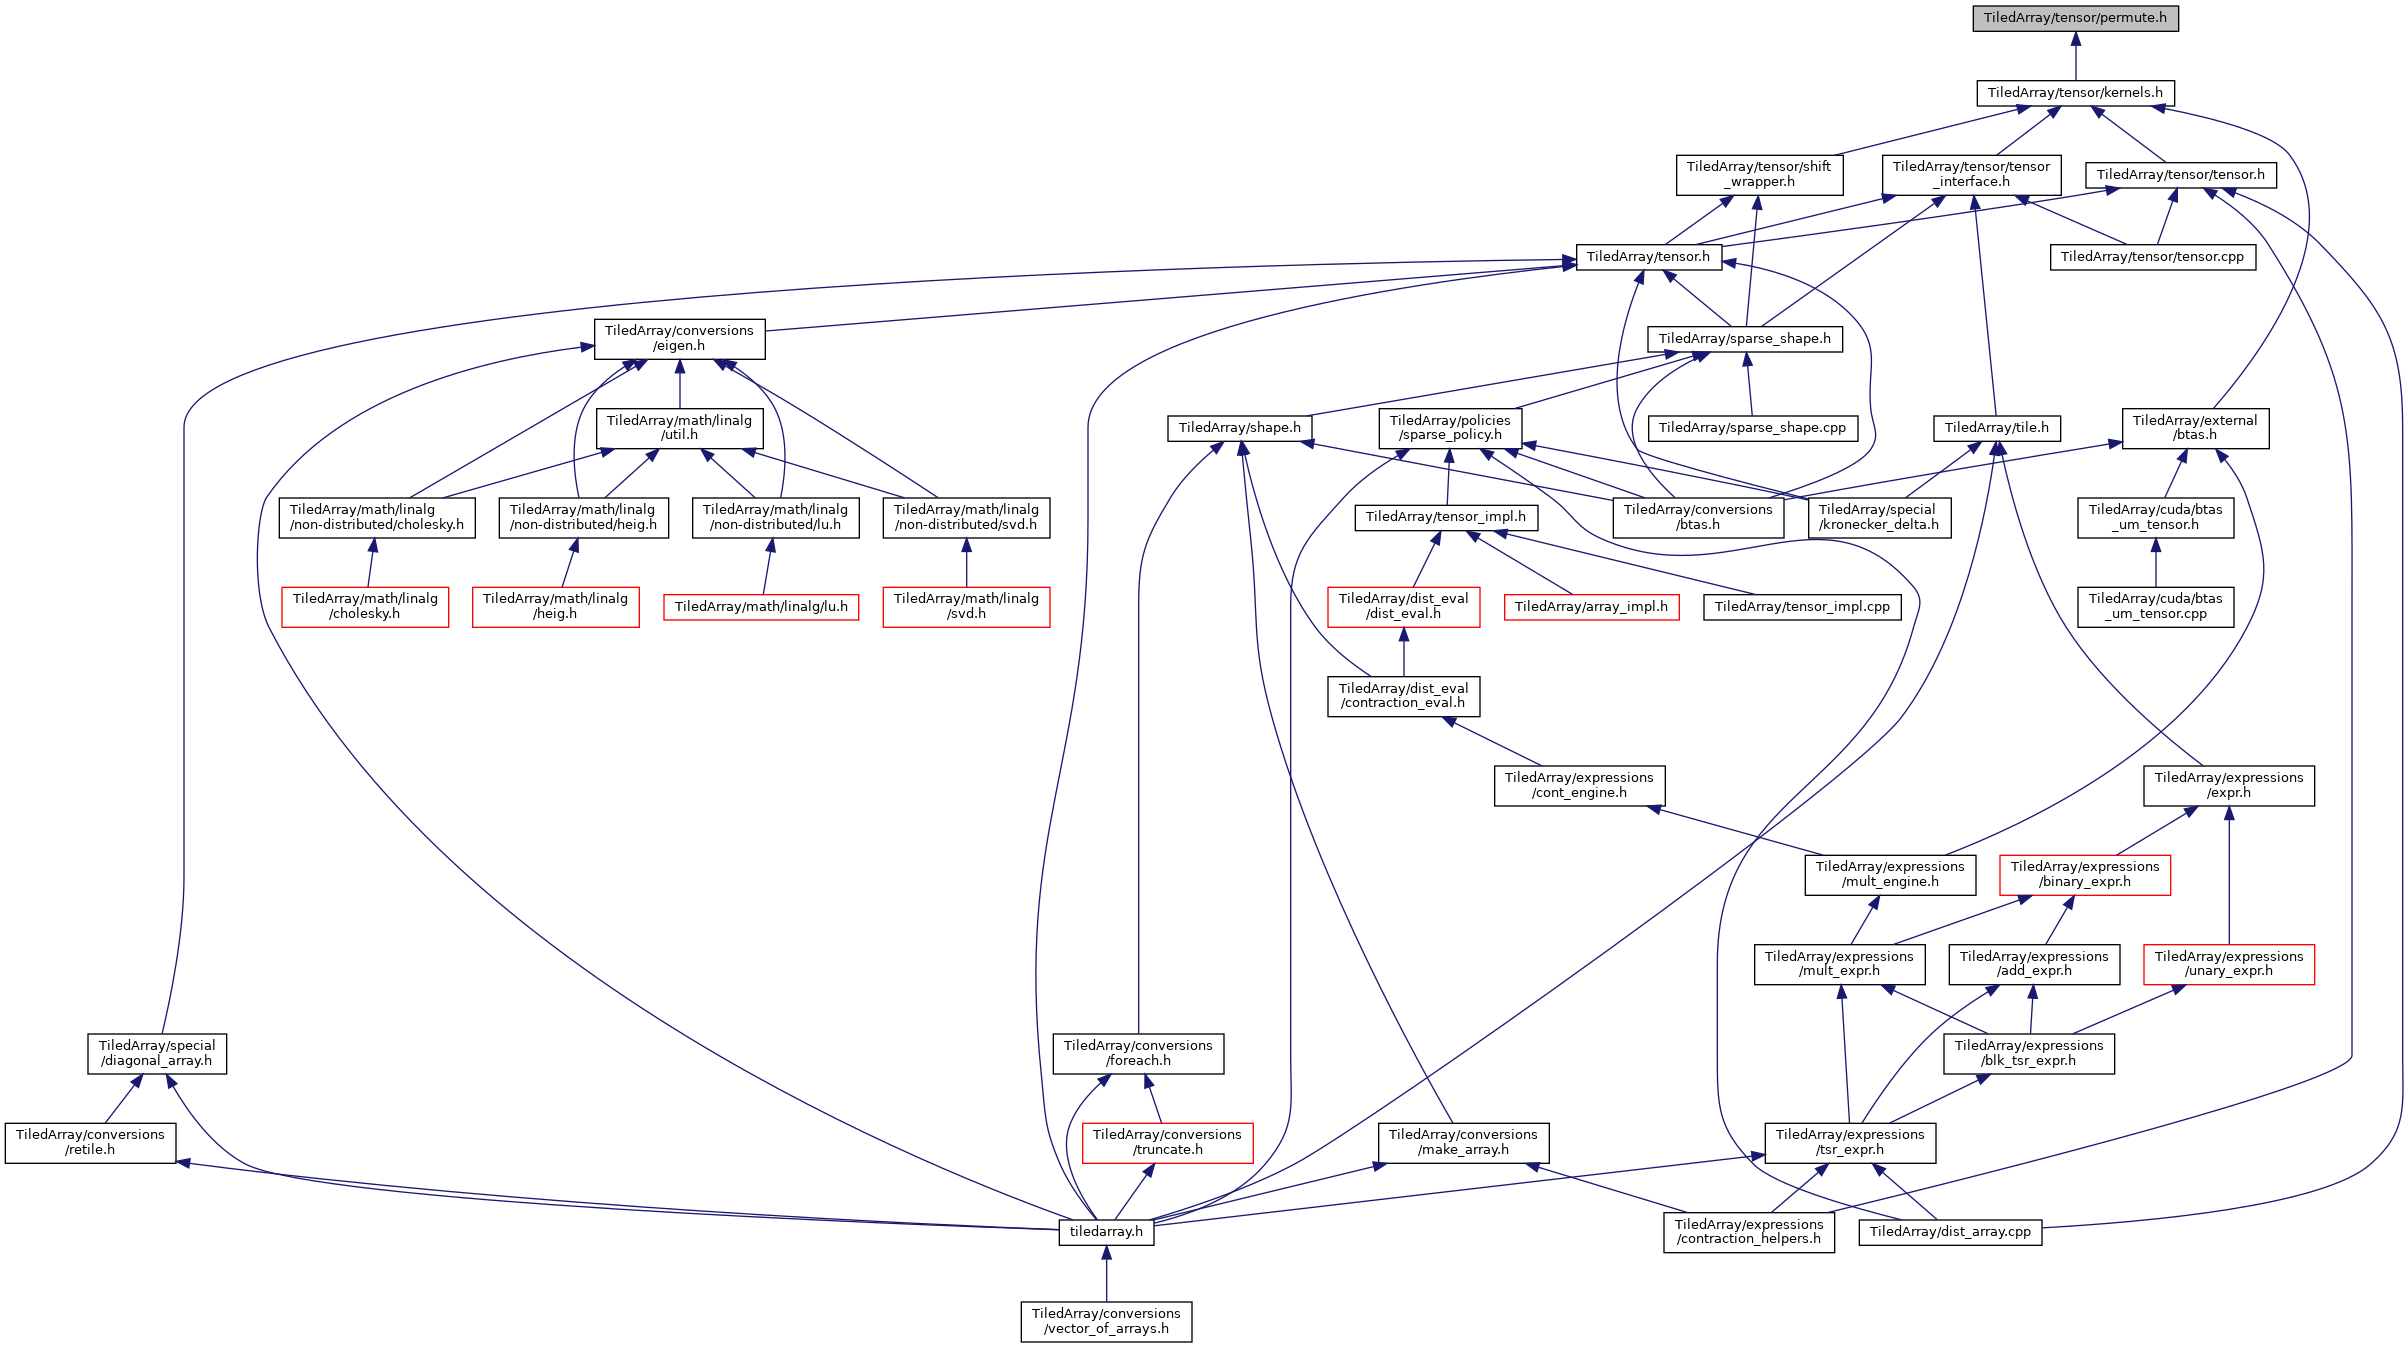 TiledArray/tensor/permute.h
TiledArray/tensor/kernels.h
TiledArray/tensor/shift
_wrapper.h
TiledArray/tensor/tensor
_interface.h
TiledArray/tensor/tensor.h
TiledArray/tensor.h
TiledArray/tensor/tensor.cpp
TiledArray/conversions
/eigen.h
TiledArray/sparse_shape.h
TiledArray/math/linalg
/util.h
TiledArray/shape.h
TiledArray/policies
/sparse_policy.h
TiledArray/sparse_shape.cpp
TiledArray/tile.h
TiledArray/external
/btas.h
TiledArray/math/linalg
/non-distributed/cholesky.h
TiledArray/math/linalg
/non-distributed/heig.h
TiledArray/math/linalg
/non-distributed/lu.h
TiledArray/math/linalg
/non-distributed/svd.h
TiledArray/tensor_impl.h
TiledArray/conversions
/btas.h
TiledArray/special
/kronecker_delta.h
TiledArray/cuda/btas
_um_tensor.h
TiledArray/math/linalg
/cholesky.h
TiledArray/math/linalg
/heig.h
TiledArray/math/linalg/lu.h
TiledArray/math/linalg
/svd.h
TiledArray/dist_eval
/dist_eval.h
TiledArray/array_impl.h
TiledArray/tensor_impl.cpp
TiledArray/cuda/btas
_um_tensor.cpp
TiledArray/dist_eval
/contraction_eval.h
TiledArray/expressions
/cont_engine.h
TiledArray/expressions
/expr.h
TiledArray/expressions
/mult_engine.h
TiledArray/expressions
/binary_expr.h
TiledArray/expressions
/mult_expr.h
TiledArray/expressions
/add_expr.h
TiledArray/expressions
/unary_expr.h
TiledArray/special
/diagonal_array.h
TiledArray/conversions
/foreach.h
TiledArray/expressions
/blk_tsr_expr.h
TiledArray/conversions
/retile.h
TiledArray/conversions
/truncate.h
TiledArray/conversions
/make_array.h
TiledArray/expressions
/tsr_expr.h
tiledarray.h
TiledArray/expressions
/contraction_helpers.h
TiledArray/dist_array.cpp
TiledArray/conversions
/vector_of_arrays.h